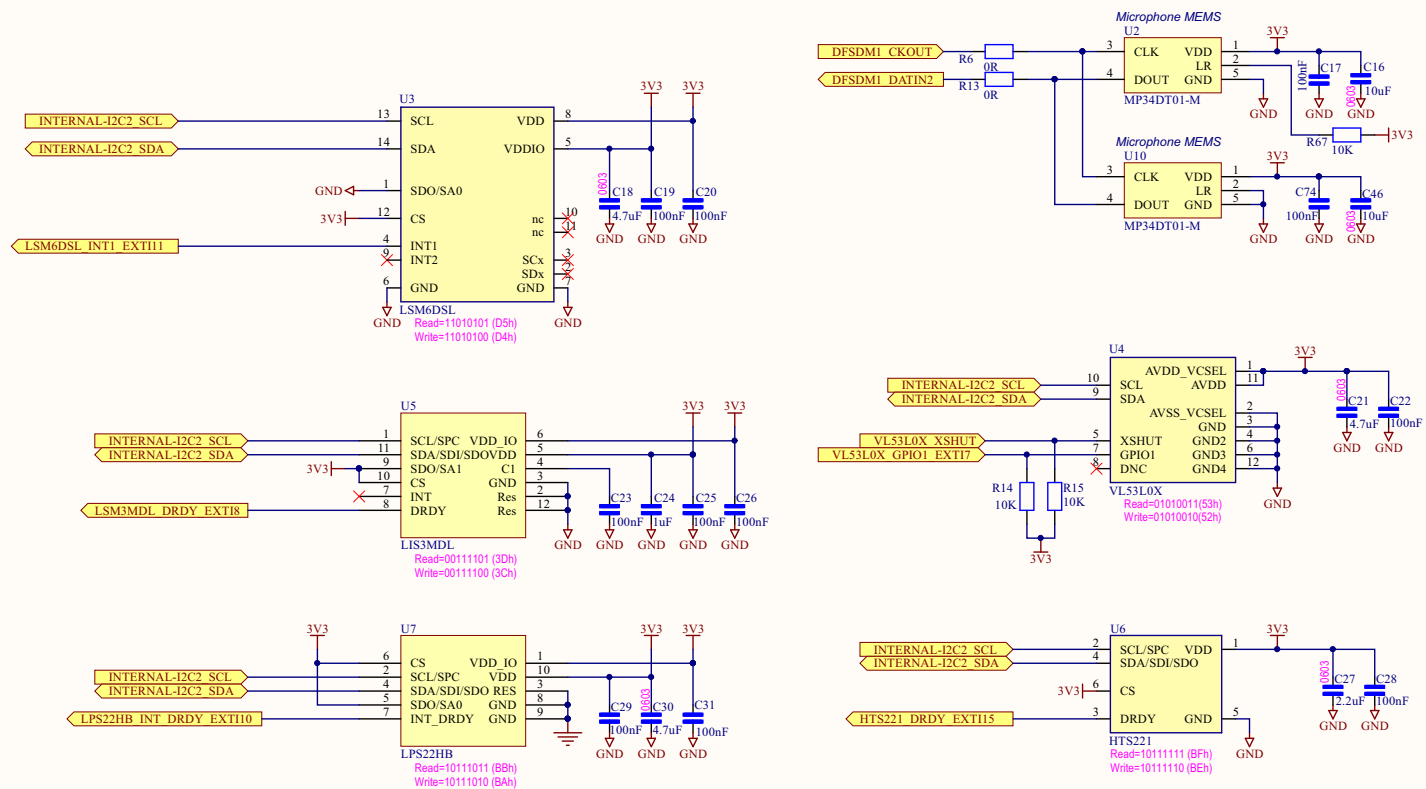 Microphone MEMS
U2
3V3
DFSDM1_CKOUT
R6
0R
3
CLK
VDD
1
LR
2
DFSDM1_DATIN2
R13
0R
4
DOUT
GND
5
MP34DT01-M
100nF
C17
C16
10uF
0603
GND
GND
GND
R67
10K
3V3
Microphone MEMS
U10
3V3
3
CLK
VDD
1
LR
2
4
DOUT
GND
5
MP34DT01-M
C74
100nF
C46
10uF
0603
GND
GND
GND
U3
3V3
3V3
INTERNAL-I2C2_SCL
13
SCL
VDD
8
INTERNAL-I2C2_SDA
14
SDA
VDDIO
5
GND
1
SDO/SA0
3V3
12
CS
nc
10
nc
11
LSM6DSL_INT1_EXTI11
4
INT1
9
INT2
SCx
3
SDx
2
6
GND
GND
7
LSM6DSL
GND
GND
Read=11010101 (D5h)
Write=11010100 (D4h)
0603
C18
4.7uF
C19
100nF
C20
100nF
GND
GND
GND
U5
3V3
3V3
INTERNAL-I2C2_SCL
1
SCL/SPC
VDD_IO
6
INTERNAL-I2C2_SDA
11
SDA/SDI/SDO
VDD
5
3V3
9
SDO/SA1
C1
4
10
CS
GND
3
7
INT
Res
2
LSM3MDL_DRDY_EXTI8
8
DRDY
Res
12
LIS3MDL
GND
Read=00111101 (3Dh)
Write=00111100 (3Ch)
C23
100nF
C24
1uF
C25
100nF
C26
100nF
GND
GND
GND
GND
U4
3V3
AVDD_VCSEL
1
INTERNAL-I2C2_SCL
10
SCL
AVDD
11
INTERNAL-I2C2_SDA
9
SDA
AVSS_VCSEL
2
GND
3
VL53L0X_XSHUT
5
XSHUT
GND2
4
VL53L0X_GPIO1_EXTI7
7
GPIO1
GND3
6
8
DNC
GND4
12
VL53L0X
GND
Read=01010011(53h)
Write=01010010(52h)
R14
10K
R15
10K
3V3
0603
C21
4.7uF
C22
100nF
GND
GND
U7
3V3
3V3
3V3
6
CS
VDD_IO
1
INTERNAL-I2C2_SCL
2
SCL/SPC
VDD
10
INTERNAL-I2C2_SDA
4
SDA/SDI/SDO
RES
3
5
SDO/SA0
GND
8
LPS22HB_INT_DRDY_EXTI10
7
INT_DRDY
GND
9
LPS22HB
Read=10111011 (BBh)
Write=10111010 (BAh)
C29
100nF
0603
C30
4.7uF
C31
100nF
GND
GND
GND
U6
3V3
INTERNAL-I2C2_SCL
2
SCL/SPC
VDD
1
INTERNAL-I2C2_SDA
4
SDA/SDI/SDO
3V3
6
CS
HTS221_DRDY_EXTI15
3
DRDY
GND
5
HTS221
GND
Read=10111111 (BFh)
Write=10111110 (BEh)
0603
C27
2.2uF
C28
100nF
GND
GND